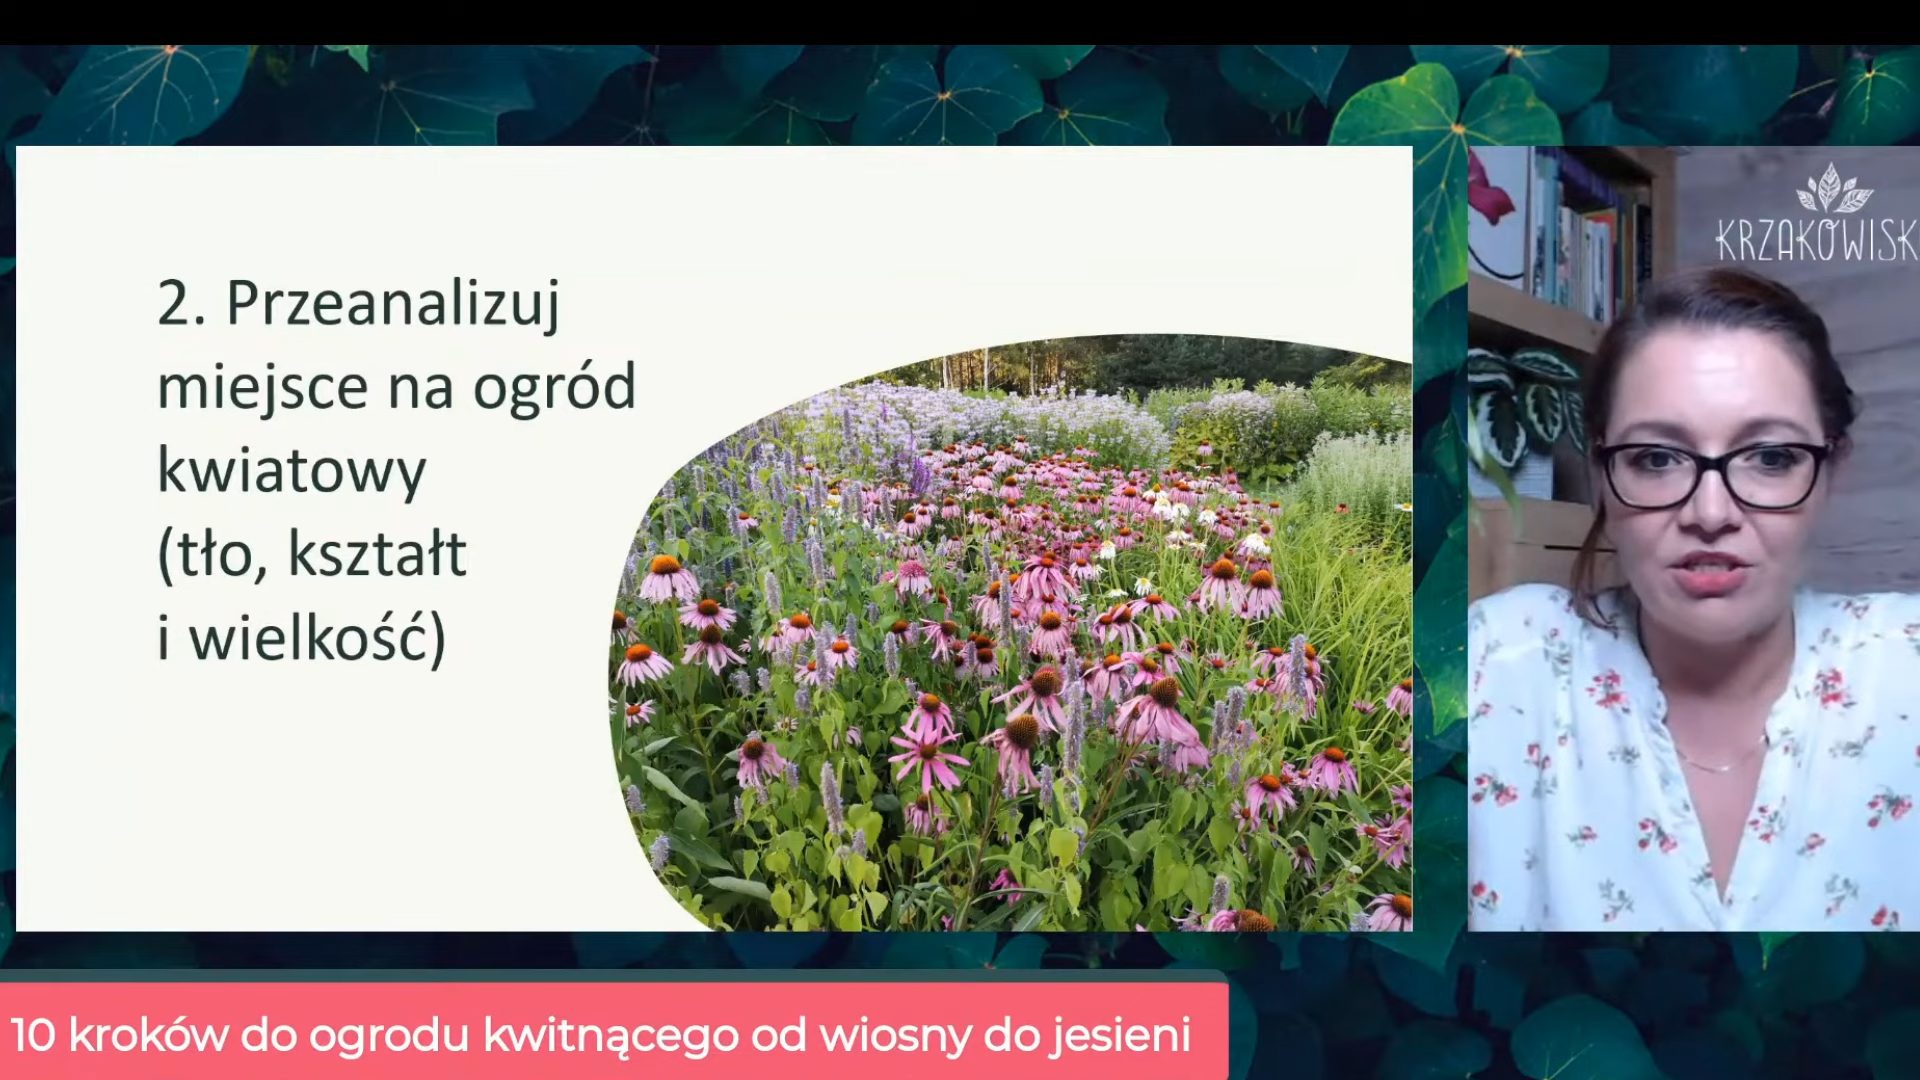 2. Przeanalizuj
miejsce na ogród
kwiatowy
(tło, kształt
i wielkość)
KRZAKOWISK
10 kroków do ogrodu kwitnącego od wiosny do jesieni